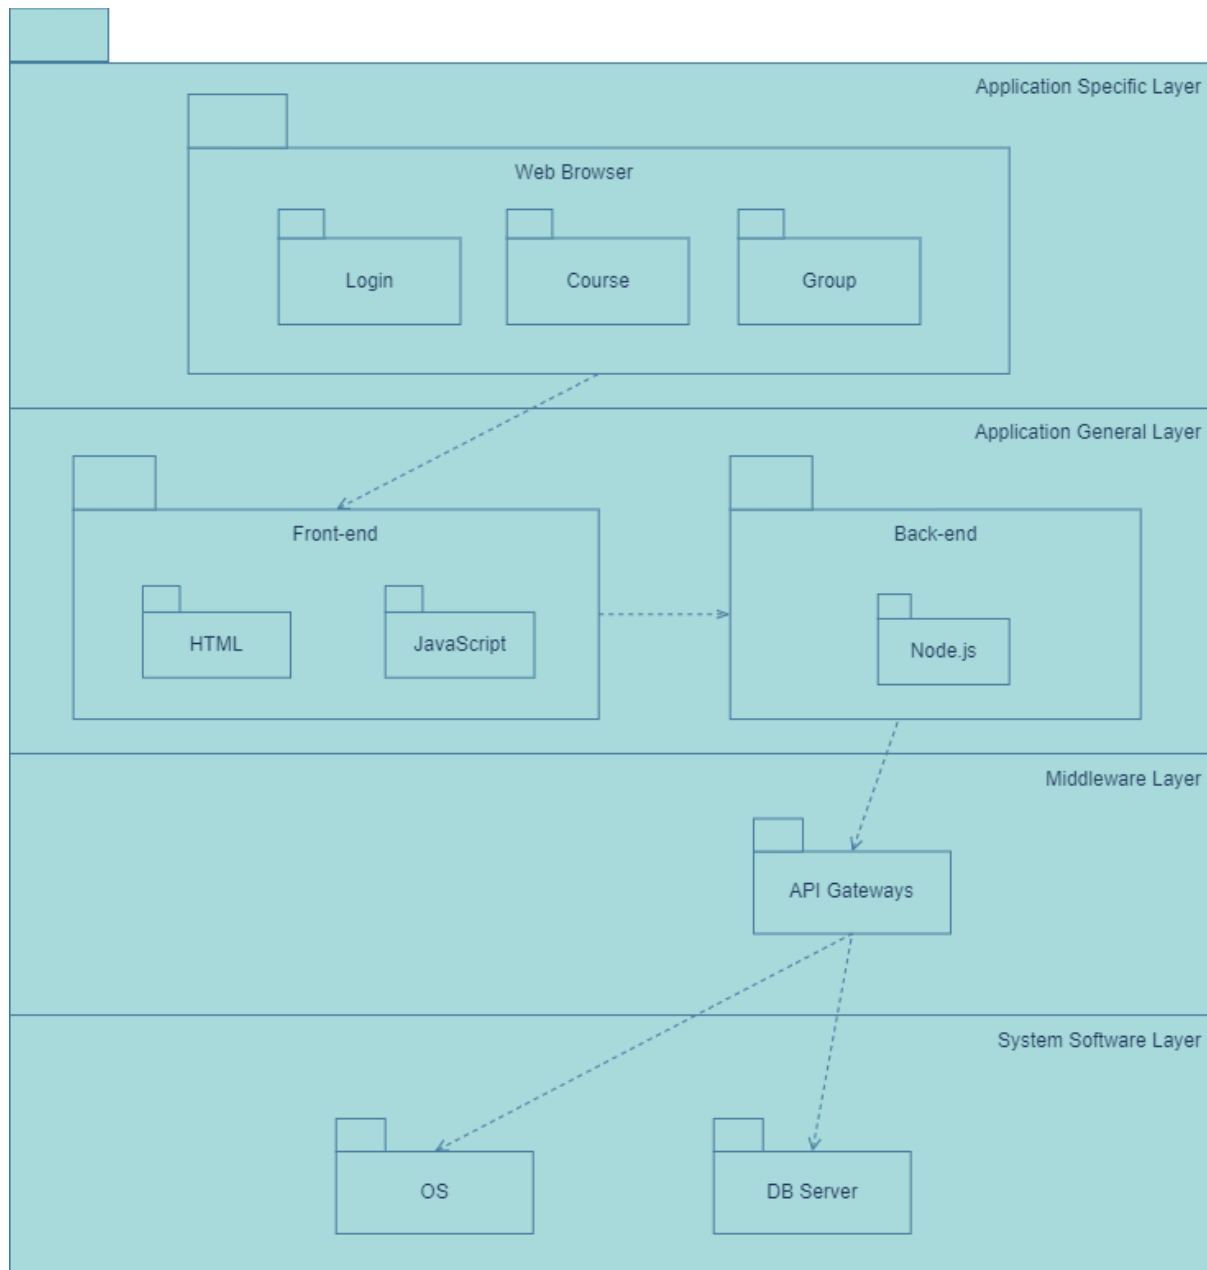 Application Specific Layer
Web Browser
Login
Course
Group
Application General Layer
Front-end
Back-end
HTML
JavaScript
Node.js
Middleware Layer
API Gateways
System Software Layer
OS
DB Server